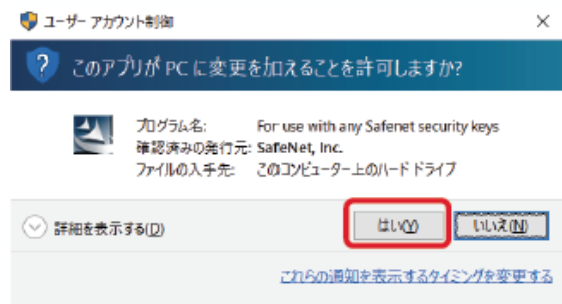 ユーザー アカウント制御
このアプリが PC に変更を加えることを許可しますか?
プログラム名: For use with any Safenet security keys
確認済みの発行元: SafeNet, Inc.
ファイルの入手先: このコンピューター上のハード ドライブ
詳細を表示する(D)
はい(Y) いいえ(N)
これらの通知を表示するタイミングを変更する